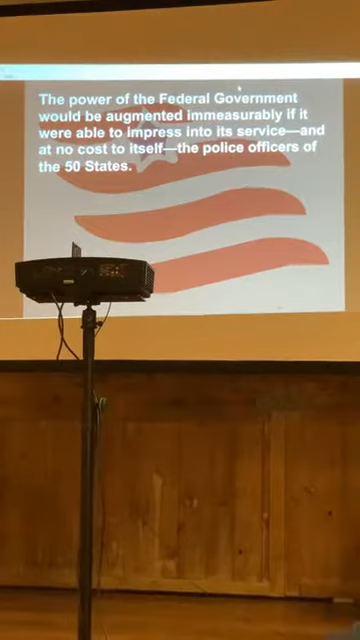 The power of the Federal Government
would be augmented immeasurably if it
were able to impress into its service—and
at no cost to itself—the police officers of
the 50 States.